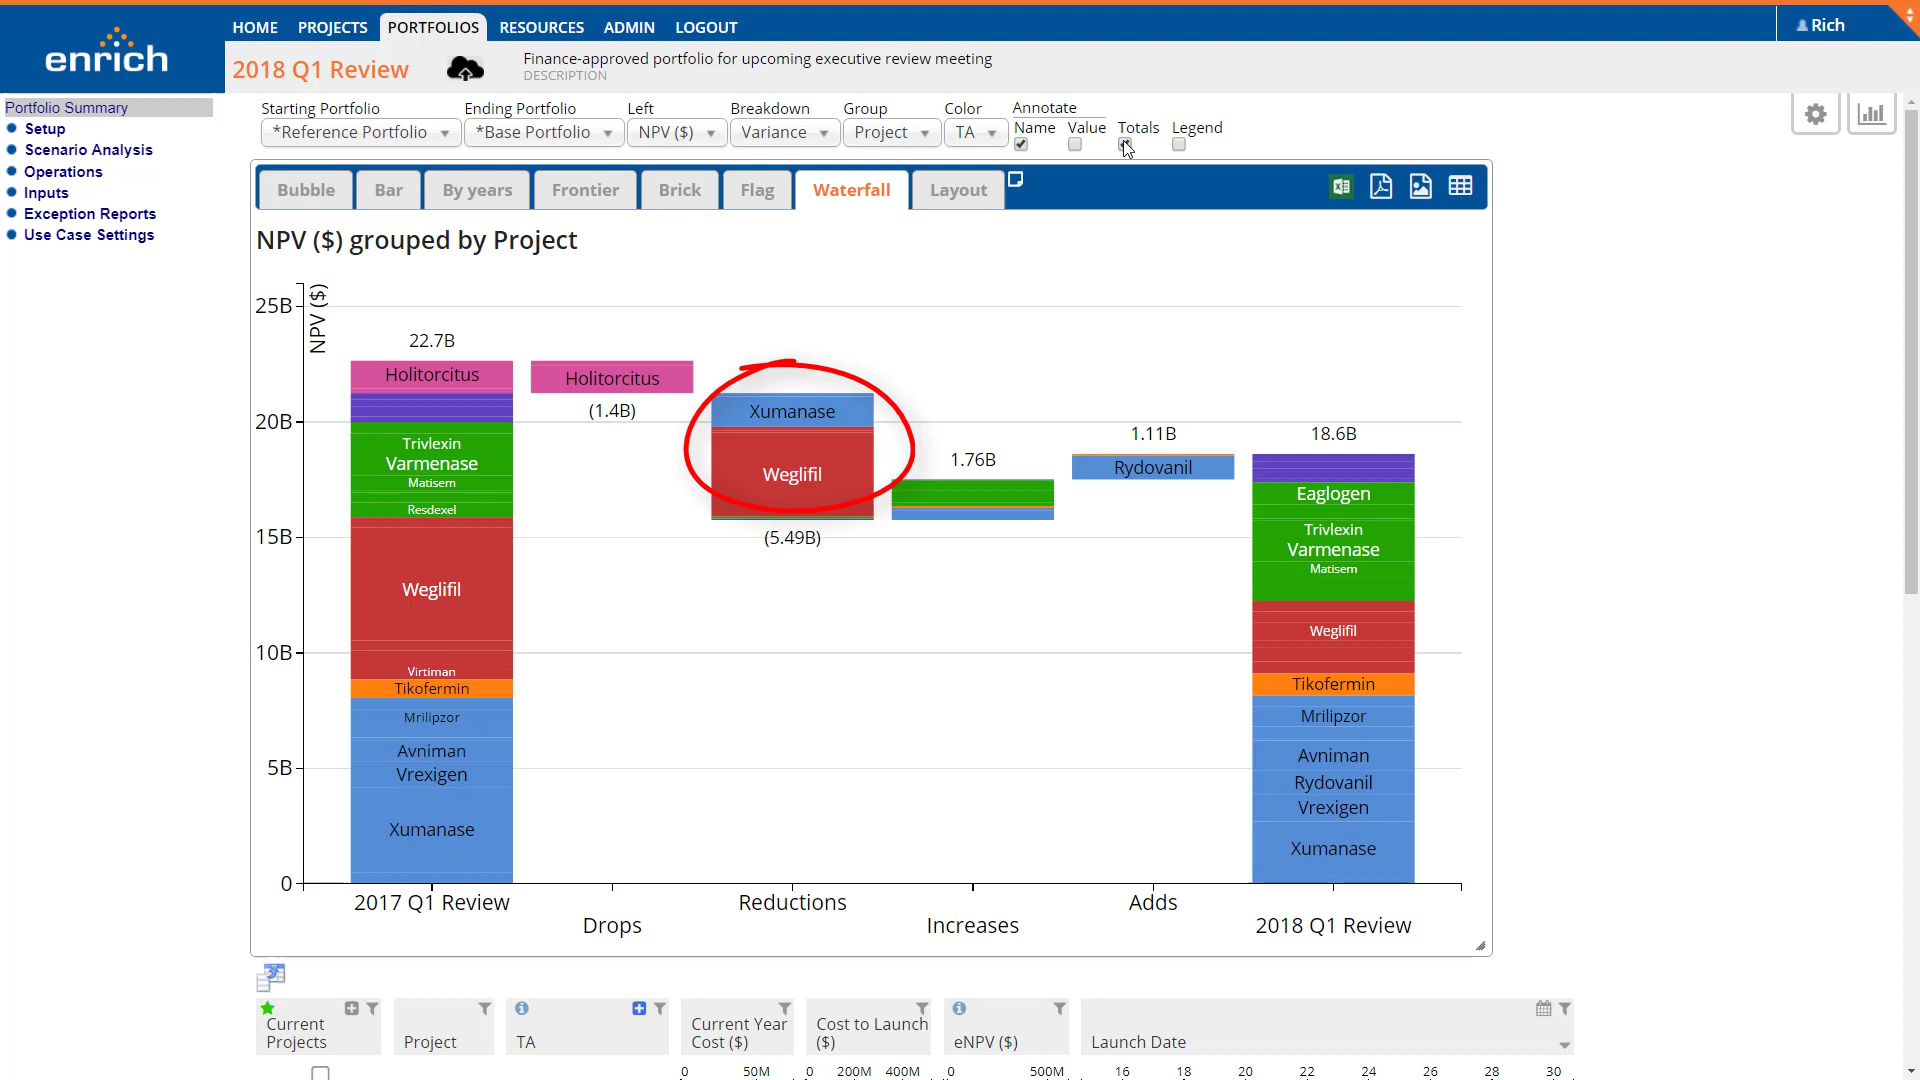 HOME PROJECTS PORTFOLIOS RESOURCES ADMIN LOGOUT
Rich
enrich
2018 Q1 Review
Finance-approved portfolio for upcoming executive review meeting
DESCRIPTION
Portfolio Summary
Setup
Scenario Analysis
Operations
Inputs
Exception Reports
Use Case Settings
Starting Portfolio Ending Portfolio Left Breakdown Group Color Annotate
*Reference Portfolio *Base Portfolio NPV ($) Variance Project TA Name Value Totals Legend
Bubble Bar By years Frontier Brick Flag Waterfall Layout
NPV ($) grouped by Project
NPV ($)
25B
20B
15B
10B
5B
0
22.7B
Holitorcitus
Trivlexin
Varmenase
Matisem
Resdexel
Weglifil
Virtiman
Tikofermin
Mrilipzor
Avniman
Vrexigen
Xumanase
Holitorcitus
(1.4B)
Xumanase
Weglifil
(5.49B)
1.76B
1.11B
Rydovanil
18.6B
Eaglogen
Trivlexin
Varmenase
Matisem
Weglifil
Tikofermin
Mrilipzor
Avniman
Rydovanil
Vrexigen
Xumanase
2017 Q1 Review
Drops
Reductions
Increases
Adds
2018 Q1 Review
Current
Projects
Project
TA
Current Year
Cost ($)
Cost to Launch
($)
eNPV ($)
Launch Date
0 50M 0 200M 400M 0 500M 16 18 20 22 24 26 28 30